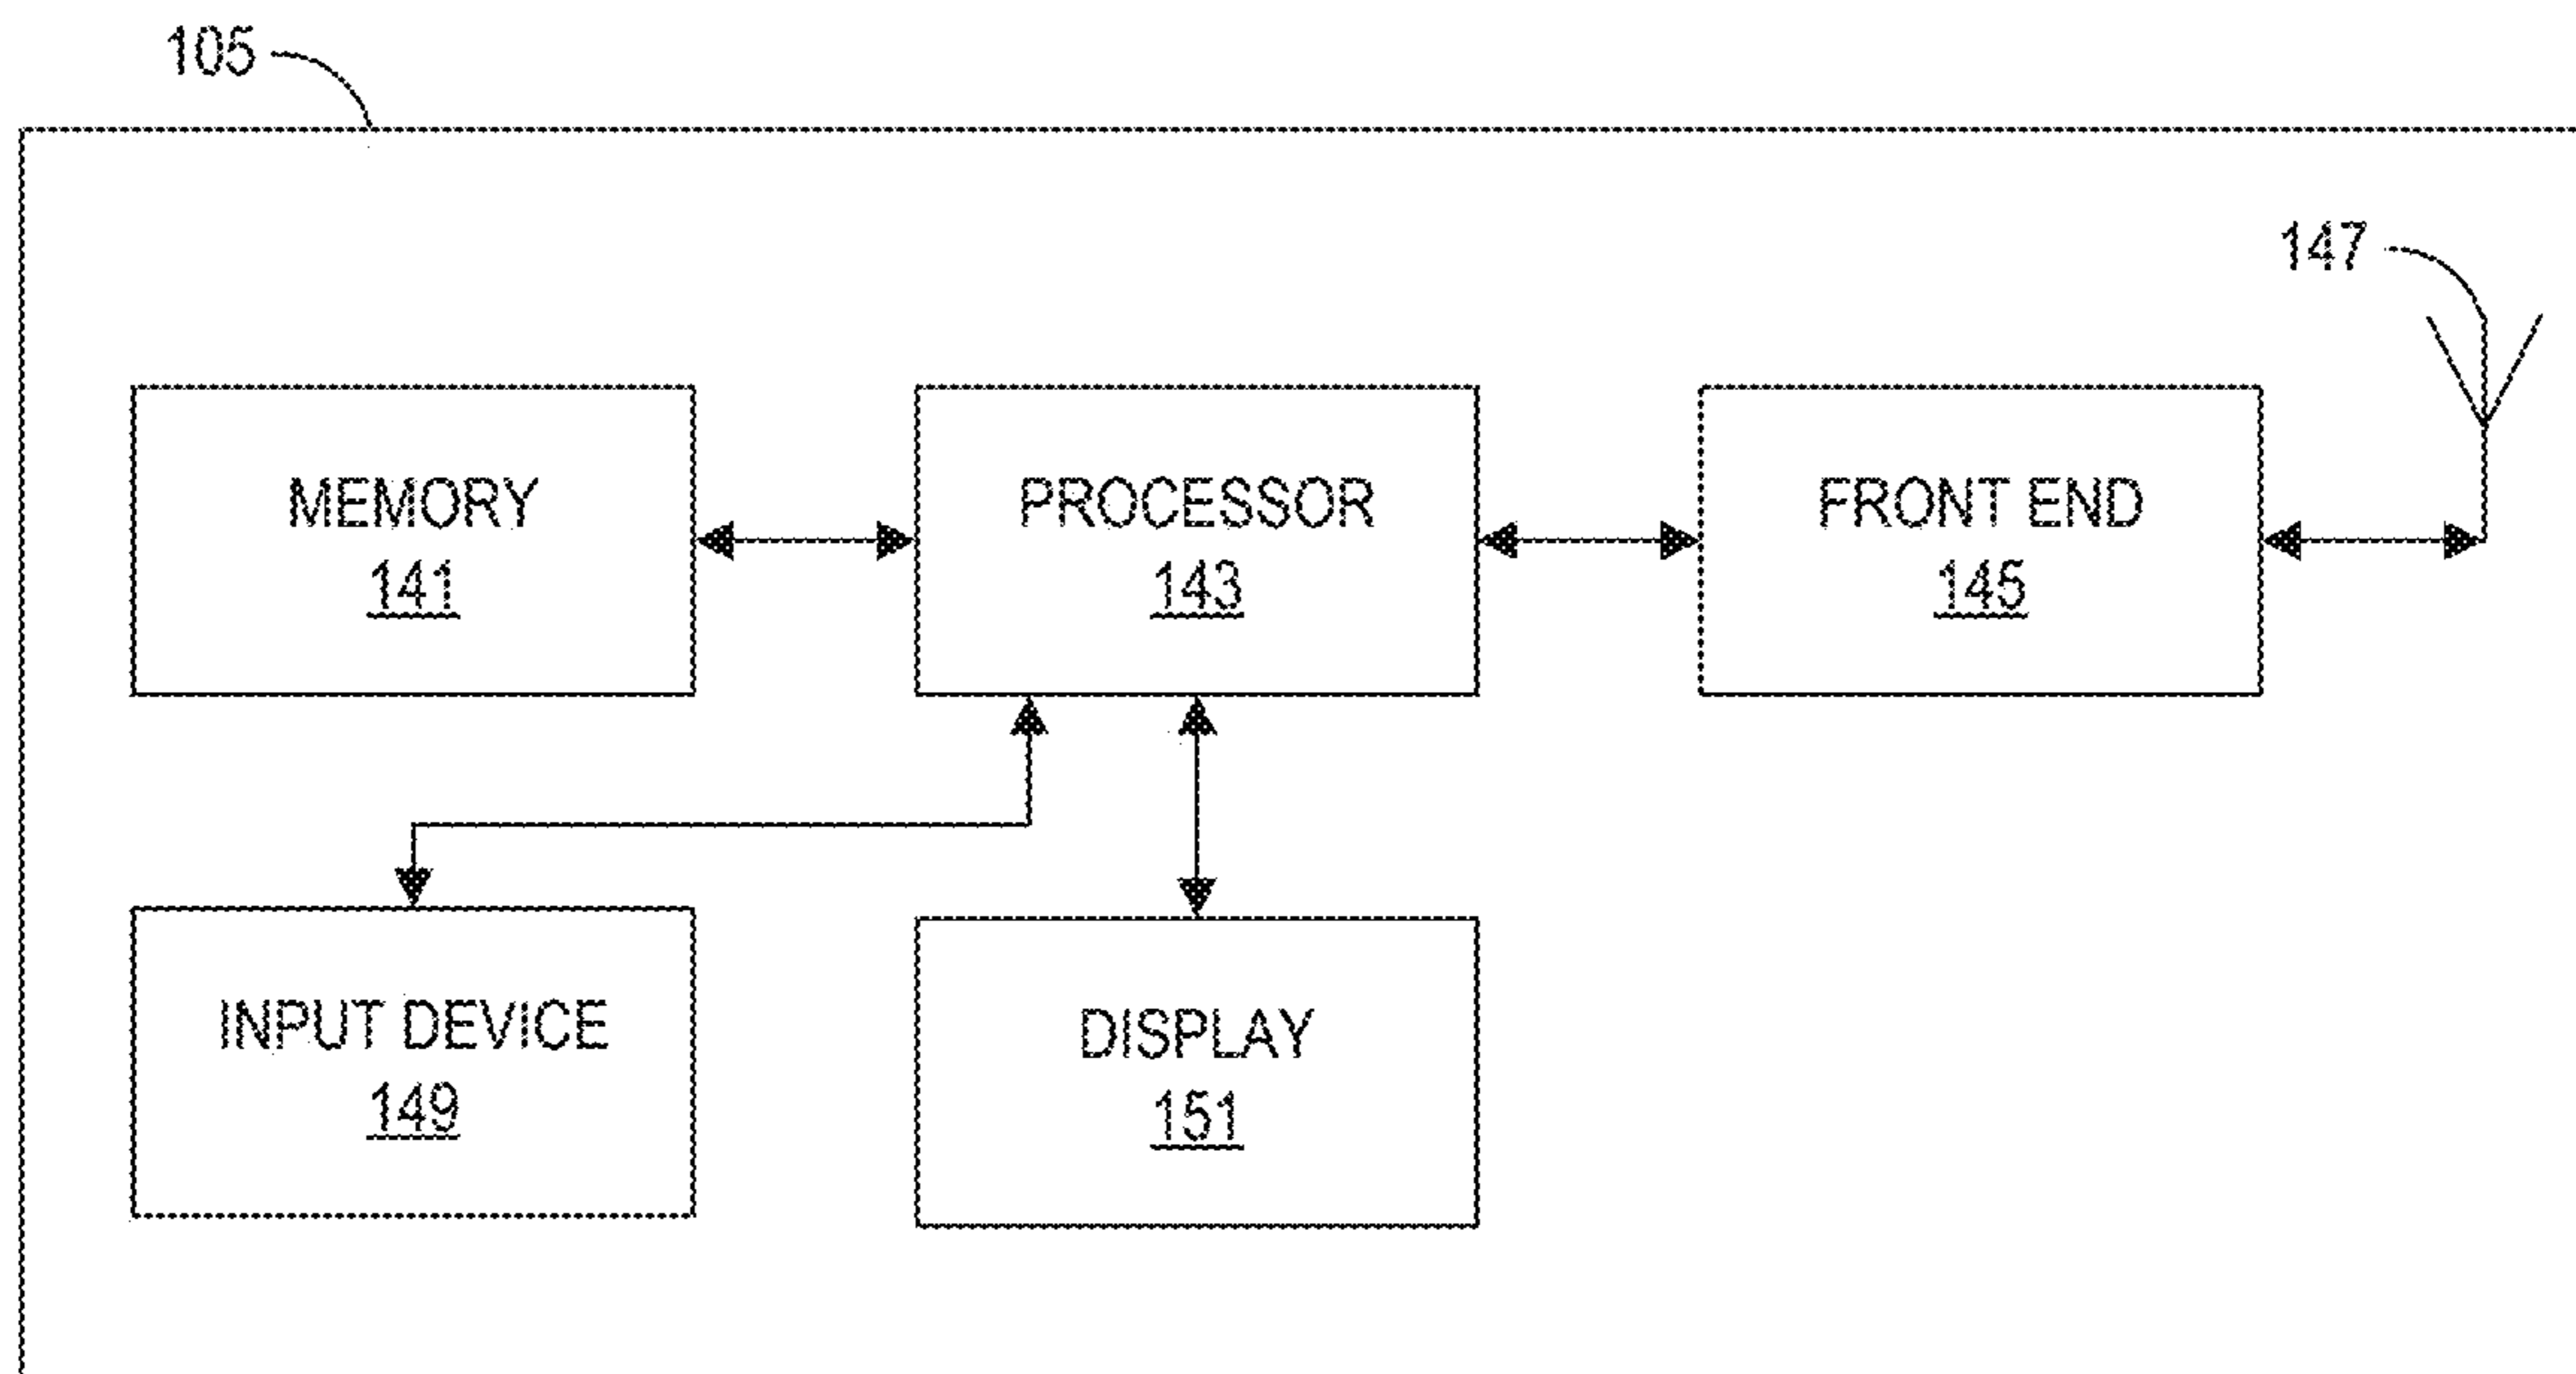 105
147
MEMORY
141
PROCESSOR
143
FRONT END
145
INPUT DEVICE
149
DISPLAY
151